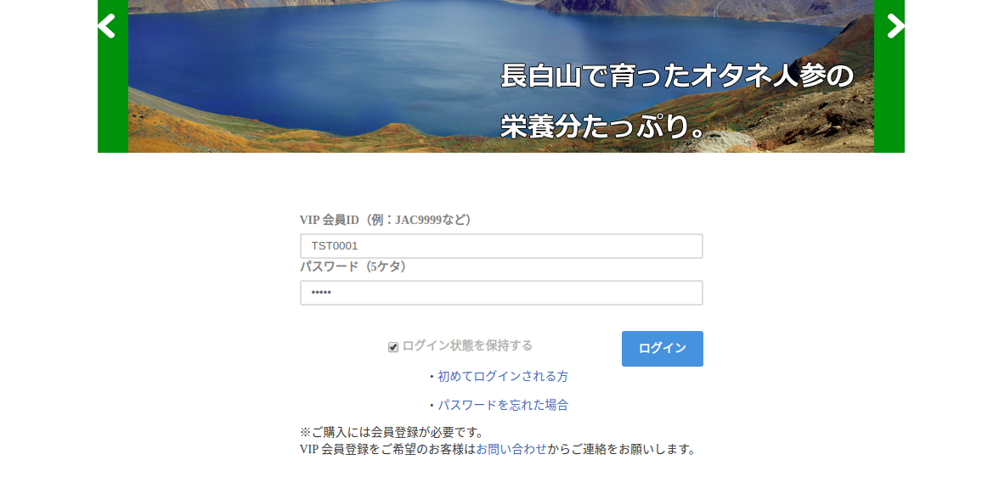 長白山で育ったオタネ人参の
栄養分たっぷり。
VIP 会員ID（例：JAC9999など）
TST0001
パスワード（5ケタ）
•••••
ログイン状態を保持する
ログイン
・初めてログインされる方
・パスワードを忘れた場合
※ご購入には会員登録が必要です。
VIP 会員登録をご希望のお客様はお問い合わせからご連絡をお願いします。